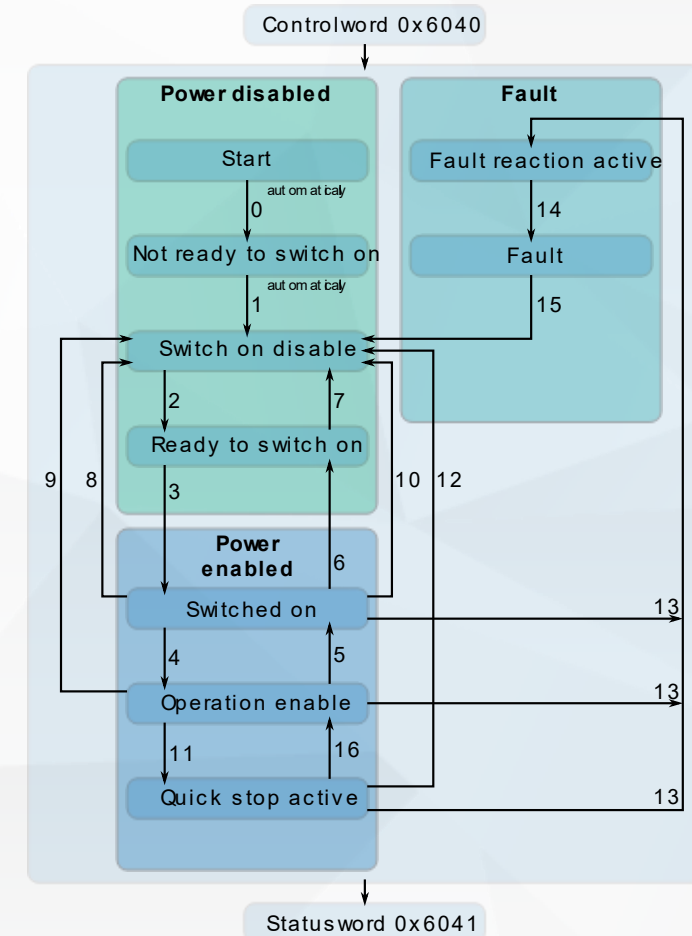 Controlword 0x6040
Power disabled
Fault
Start
Fault reaction active
automaticaly
0
14
Not ready to switch on
Fault
automaticaly
1
15
Switch on disable
2
7
Ready to switch on
9
8
3
10
12
Power
enabled
6
Switched on
13
4
5
Operation enable
13
11
16
Quick stop active
13
Statusword 0x6041